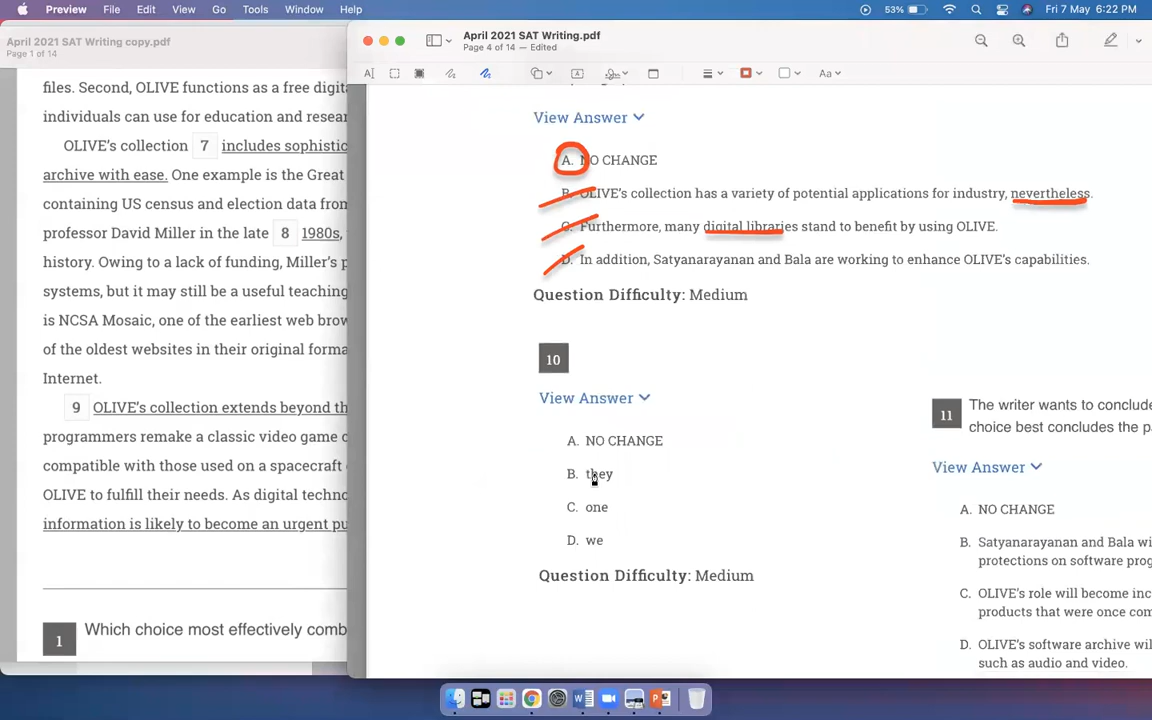 Preview File Edit View Go Tools Window Help 53% Fri 7 May 6:22 PM
April 2021 SAT Writing copy.pdf
Page 1 of 14
files. Second, OLIVE functions as a free digit
individuals can use for education and resear
OLIVE's collection 7 includes sophistic
archive with ease. One example is the Great
containing US census and election data from
professor David Miller in the late 8 1980s,
history. Owing to a lack of funding, Miller's p
systems, but it may still be a useful teaching
is NCSA Mosaic, one of the earliest web brow
of the oldest websites in their original forma
Internet.
9 OLIVE's collection extends beyond th
programmers remake a classic video game o
compatible with those used on a spacecraft
OLIVE to fulfill their needs. As digital techno
information is likely to become an urgent pu
1 Which choice most effectively comb
April 2021 SAT Writing.pdf
Page 4 of 14 — Edited
Aa
View Answer
A. NO CHANGE
B. OLIVE's collection has a variety of potential applications for industry, nevertheless.
C. Furthermore, many digital libraries stand to benefit by using OLIVE.
D. In addition, Satyanarayanan and Bala are working to enhance OLIVE's capabilities.
Question Difficulty: Medium
10
View Answer
A. NO CHANGE
B. they
C. one
D. we
Question Difficulty: Medium
11 The writer wants to conclude
choice best concludes the pa
View Answer
A. NO CHANGE
B. Satyanarayanan and Bala wi
protections on software prog
C. OLIVE's role will become inc
products that were once com
D. OLIVE's software archive wil
such as audio and video.